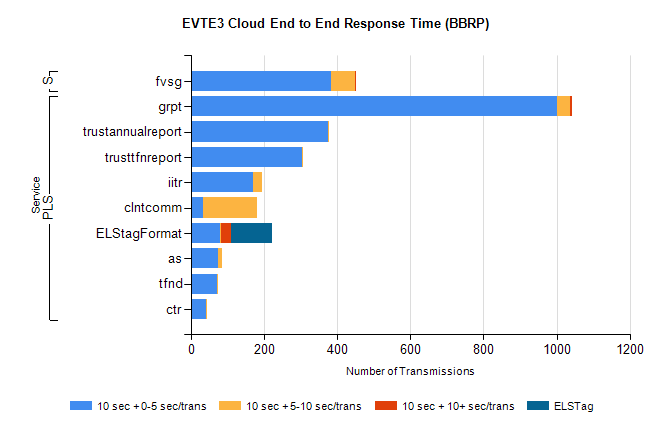 EVTE3 Cloud End to End Response Time (BBRP)
fvsg
grpt
trustannualreport
trusttfnreport
iitr
clntcomm
ELStagFormat
as
tfnd
ctr
Service
PLS
0 200 400 600 800 1000 1200
Number of Transmissions
10 sec +0-5 sec/trans 10 sec +5-10 sec/trans 10 sec + 10+ sec/trans ELSTag